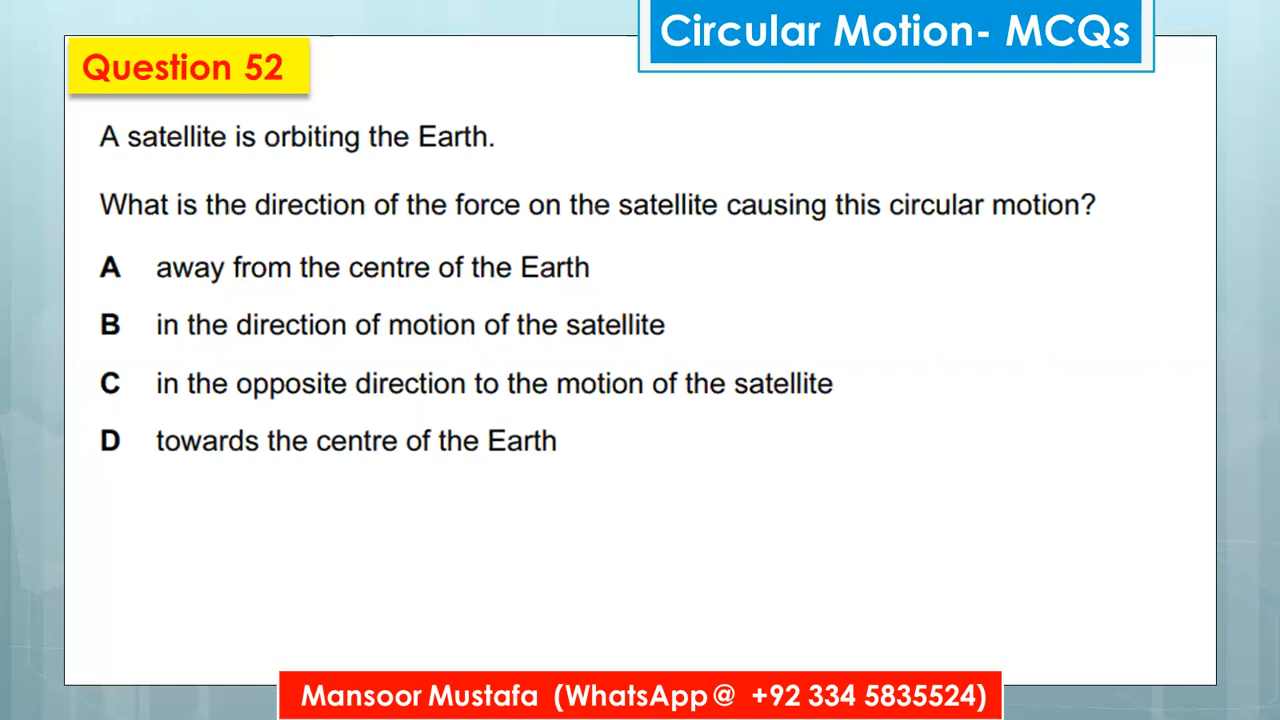 Circular Motion- MCQs
Question 52
A satellite is orbiting the Earth.
What is the direction of the force on the satellite causing this circular motion?
A away from the centre of the Earth
B in the direction of motion of the satellite
C in the opposite direction to the motion of the satellite
D towards the centre of the Earth
Mansoor Mustafa (WhatsApp@ +92 334 5835524)